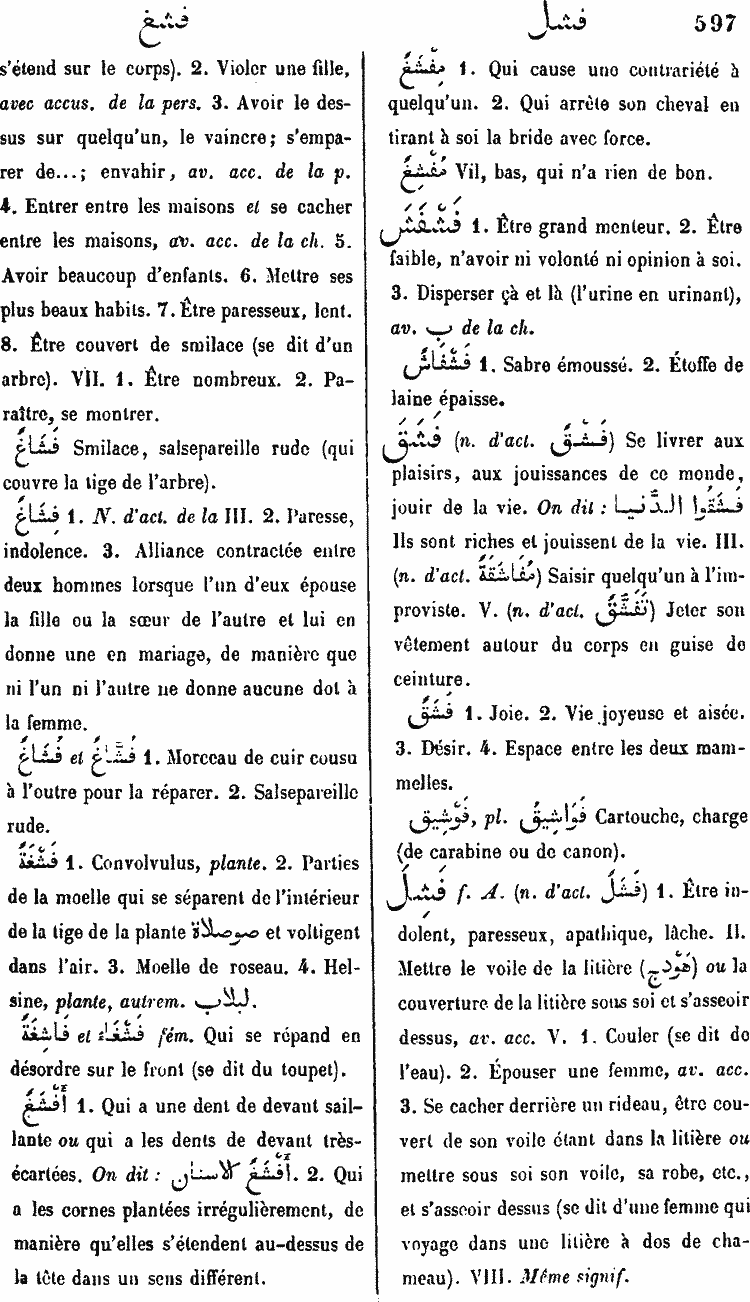 فشغ
فشل
597
s'étend sur le corps). 2. Violer une fille,
avec accus. de la pers. 3. Avoir le des-
sus sur quelqu'un, le vaincre; s'empa-
rer de...; envahir, av. acc. de la p.
4. Entrer entre les maisons et se cacher
entre les maisons, av. acc. de la ch. 5.
Avoir beaucoup d'enfants. 6. Mettre ses
plus beaux habits. 7. Être paresseux, lent.
8. Être couvert de smilace (se dit d'un
arbre). VII. 1. Être nombreux. 2. Pa-
raître, se montrer.
فَشَاغٌ Smilace, salsepareille rude (qui
couvre la tige de l'arbre).
فِشَاغٌ 1. N. d'act. de la III. 2. Paresse,
indolence. 3. Alliance contractée entre
deux hommes lorsque l'un d'eux épouse
la fille ou la sœur de l'autre et lui en
donne une en mariage, de manière que
ni l'un ni l'autre ne donne aucune dot à
la femme.
فُشَاغٌ et فُشَّاغٌ 1. Morceau de cuir cousu
à l'outre pour la réparer. 2. Salsepareille
rude.
فَشْغَةٌ 1. Convolvulus, plante. 2. Parties
de la moelle qui se séparent de l'intérieur
de la tige de la plante صوصلاة et voltigent
dans l'air. 3. Moelle de roseau. 4. Hel-
sine, plante, autrem. لبلاب.
فَاشِغَةٌ et فَشْغَاءُ fém. Qui se répand en
désordre sur le front (se dit du toupet).
أَفْشَغُ 1. Qui a une dent de devant sail-
lante ou qui a les dents de devant très-
écartées. On dit : أَفْشَغُ الاسنان. 2. Qui
a les cornes plantées irrégulièrement, de
manière qu'elles s'étendent au-dessus de
la tête dans un sens différent.
مِفْشَغٌ 1. Qui cause une contrariété à
quelqu'un. 2. Qui arrête son cheval en
tirant à soi la bride avec force.
مُفْشِغٌ Vil, bas, qui n'a rien de bon.
فَشْفَشَ 1. Être grand menteur. 2. Être
faible, n'avoir ni volonté ni opinion à soi.
3. Disperser çà et là (l'urine en urinant),
av. ب de la ch.
فَشْفَاشٌ 1. Sabre émoussé. 2. Étoffe de
laine épaisse.
فَشَقَ (n. d'act. فَشْقٌ) Se livrer aux
plaisirs, aux jouissances de ce monde,
jouir de la vie. On dit : فَشَقُوا الدُّنيا
Ils sont riches et jouissent de la vie. III.
(n. d'act. مُفَاشَقَةٌ) Saisir quelqu'un à l'im-
proviste. V. (n. d'act. تَفَشُّقٌ) Jeter son
vêtement autour du corps en guise de
ceinture.
فَشَقٌ 1. Joie. 2. Vie joyeuse et aisée.
3. Désir. 4. Espace entre les deux mam-
melles.
فَوْشِيقٌ, pl. فَوَاشِيقُ Cartouche, charge
(de carabine ou de canon).
فَشِلَ f. A. (n. d'act. فَشَلٌ) 1. Être in-
dolent, paresseux, apathique, lâche. II.
Mettre le voile de la litière (هَوْدج) ou la
couverture de la litière sous soi et s'asseoir
dessus, av. acc. V. 1. Couler (se dit de
l'eau). 2. Épouser une femme, av. acc.
3. Se cacher derrière un rideau, être cou-
vert de son voile étant dans la litière ou
mettre sous soi son voile, sa robe, etc.,
et s'asseoir dessus (se dit d'une femme qui
voyage dans une litière à dos de cha-
meau). VIII. Même signif.